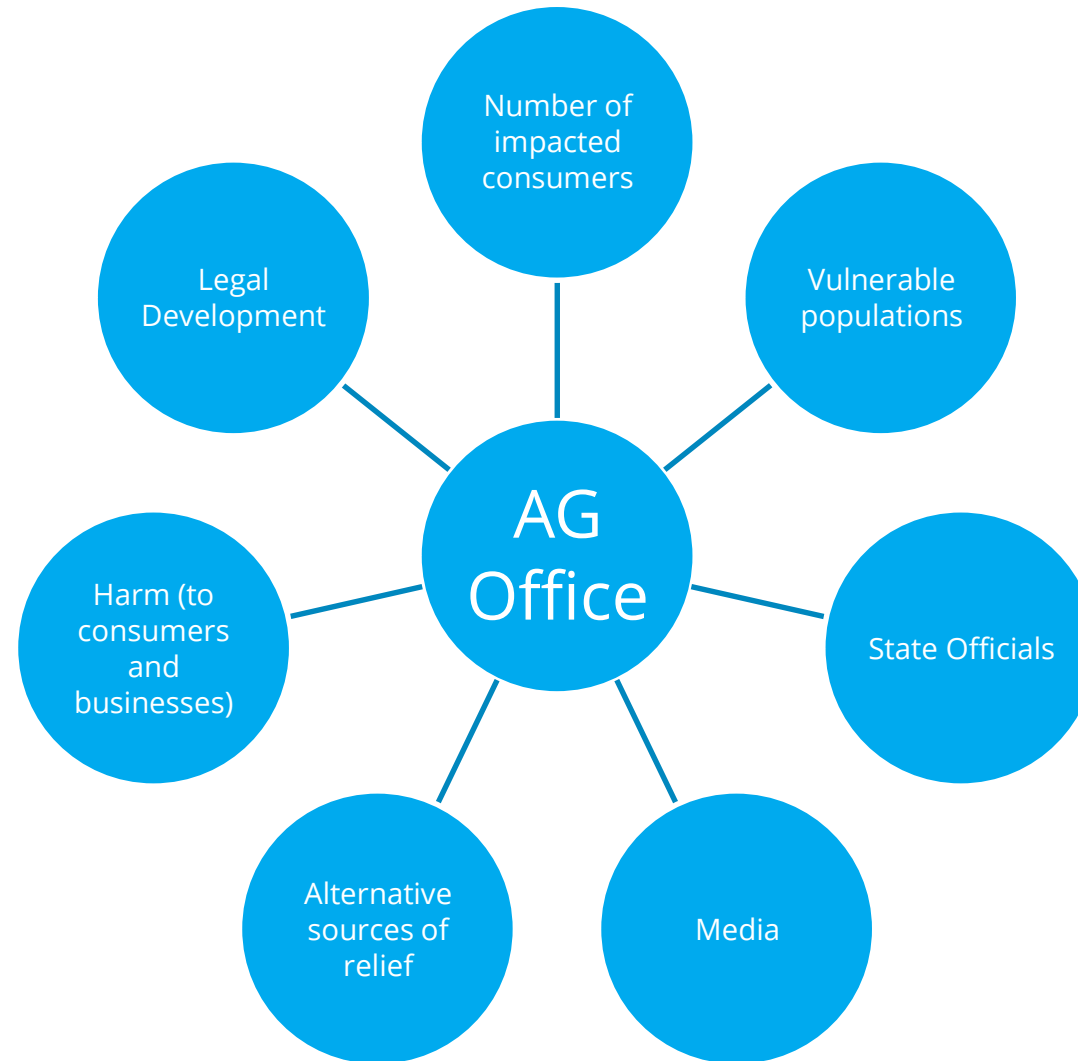 Number of
impacted
consumers
Vulnerable
populations
State Officials
Media
Alternative
sources of
relief
Harm (to
consumers
and
businesses)
Legal
Development
AG
Office